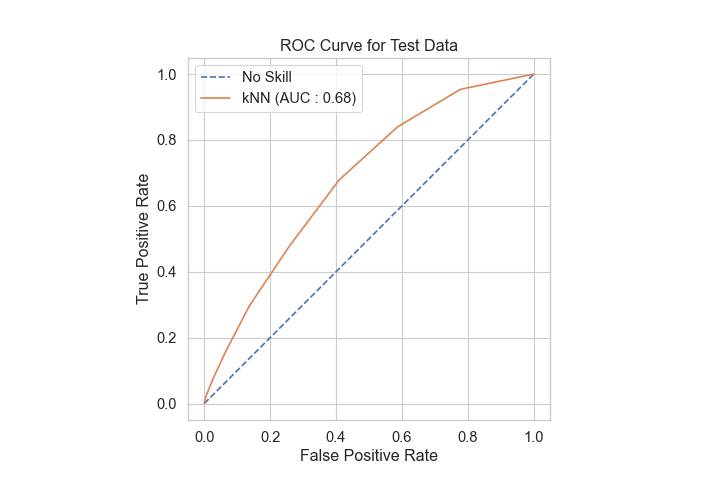 ROC Curve for Test Data
No Skill
kNN (AUC : 0.68)
True Positive Rate
1.0
0.8
0.6
0.4
0.2
0.0
0.0 0.2 0.4 0.6 0.8 1.0
False Positive Rate